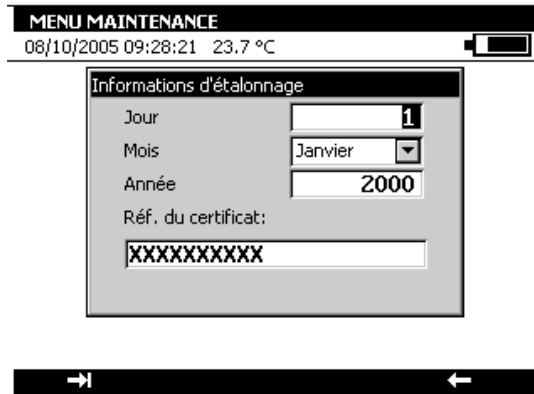 MENU MAINTENANCE
08/10/2005 09:28:21 23.7 °C
Informations d'étalonnage
Jour 1
Mois Janvier
Année 2000
Réf. du certificat:
XXXXXXXXXX